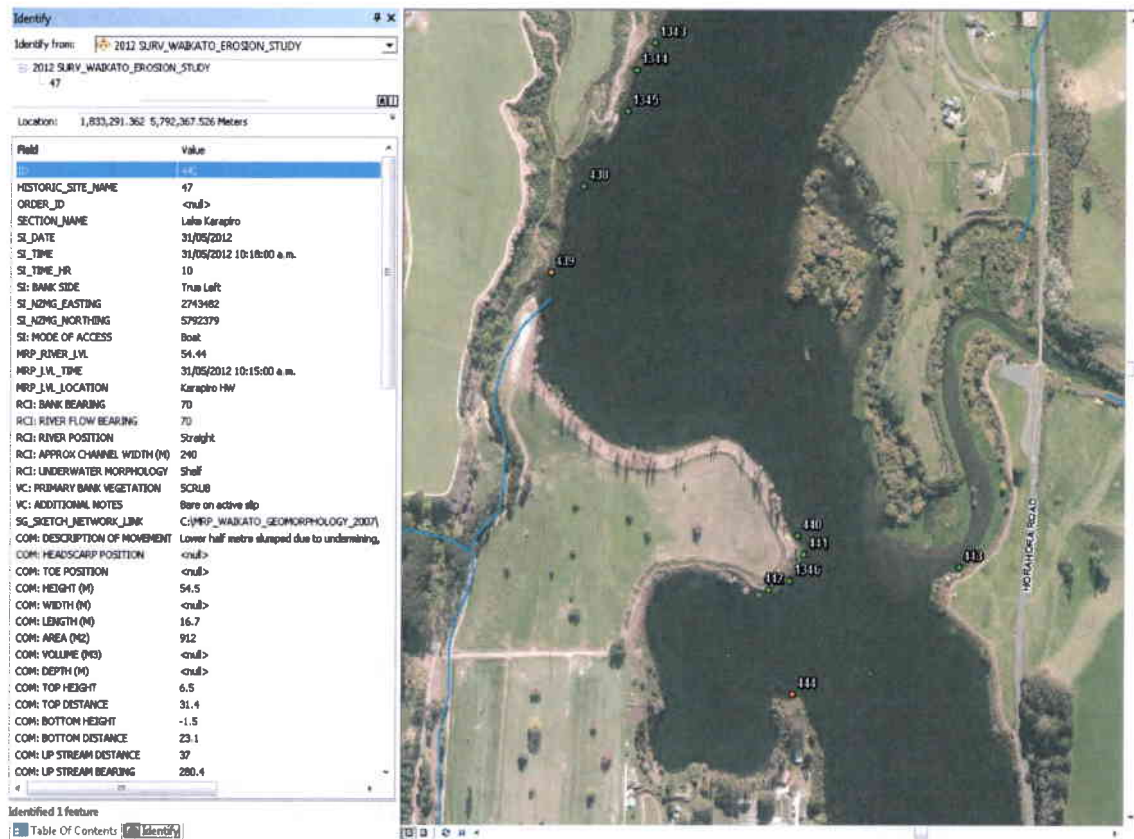 Identify
Identify from: 2012 SURV_WAIKATO_EROSION_STUDY
2012 SURV_WAIKATO_EROSION_STUDY
47
Location: 1,833,291.362 5,792,367.526 Meters
Field Value
ID
HISTORIC_SITE_NAME 47
ORDER_ID <null>
SECTION_NAME Lake Karapiro
SI_DATE 31/05/2012
SI_TIME 31/05/2012 10:18:00 a.m.
SI_TIME_HR 10
SI: BANK SIDE True Left
SI_NZMG_EASTING 2743482
SI_NZMG_NORTHING 5792379
SI: MODE OF ACCESS Boat
MRP_RIVER_LVL 54.44
MRP_LVL_TIME 31/05/2012 10:15:00 a.m.
MRP_LVL_LOCATION Karapiro HW
RCI: BANK BEARING 70
RCI: RIVER FLOW BEARING 70
RCI: RIVER POSITION Straight
RCI: APPROX CHANNEL WIDTH (M) 240
RCI: UNDERWATER MORPHOLOGY Shelf
VC: PRIMARY BANK VEGETATION SCRUB
VC: ADDITIONAL NOTES Bare on active slip
SG_SKETCH_NETWORK_LINK C:\MRP_WAIKATO_GEOMORPHOLOGY_2007\
COM: DESCRIPTION OF MOVEMENT Lower half metre slumped due to undermining,
COM: HEADSCARP POSITION <null>
COM: TOE POSITION <null>
COM: HEIGHT (M) 54.5
COM: WIDTH (M) <null>
COM: LENGTH (M) 16.7
COM: AREA (M2) 912
COM: VOLUME (M3) <null>
COM: DEPTH (M) <null>
COM: TOP HEIGHT 6.5
COM: TOP DISTANCE 31.4
COM: BOTTOM HEIGHT -1.5
COM: BOTTOM DISTANCE 23.1
COM: UP STREAM DISTANCE 37
COM: UP STREAM BEARING 280.4
Identified 1 feature
Table Of Contents Identify
1343
1344
1345
438
439
440
441
1346
442
443
444
HORAHORA ROAD